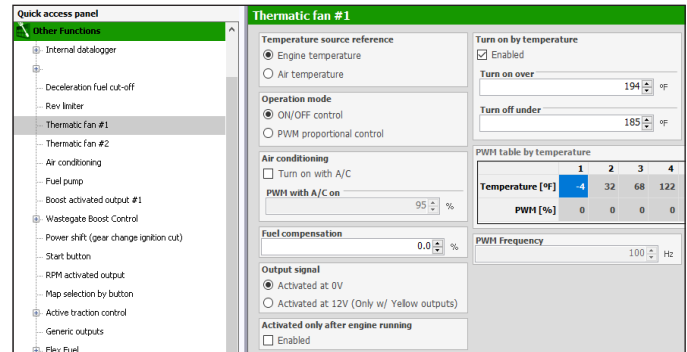 Quick access panel
Other Functions
Internal datalogger
Deceleration fuel cut-off
Rev limiter
Thermatic fan #1
Thermatic fan #2
Air conditioning
Fuel pump
Boost activated output #1
Wastegate Boost Control
Power shift (gear change ignition cut)
Start button
RPM activated output
Map selection by button
Active traction control
Generic outputs
Flex Fuel
Thermatic fan #1
Temperature source reference
Engine temperature
Air temperature
Operation mode
ON/OFF control
PWM proportional control
Air conditioning
Turn on with A/C
PWM with A/C on
95 %
Fuel compensation
0.0 %
Output signal
Activated at 0V
Activated at 12V (Only w/ Yellow outputs)
Activated only after engine running
Enabled
Turn on by temperature
Enabled
Turn on over
194 ºF
Turn off under
185 ºF
PWM table by temperature
1 2 3 4
Temperature [ºF] -4 32 68 122
PWM [%] 0 0 0 0
PWM Frequency
100 Hz